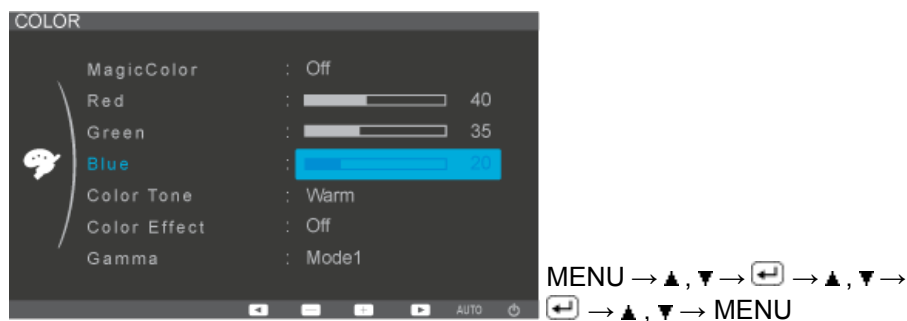 COLOR
MagicColor : Off
Red : 40
Green : 35
Blue : 20
Color Tone : Warm
Color Effect : Off
Gamma : Mode1
AUTO
MENU → ▲ , ▼ → ↵ → ▲ , ▼ →
↵ → ▲ , ▼ → MENU